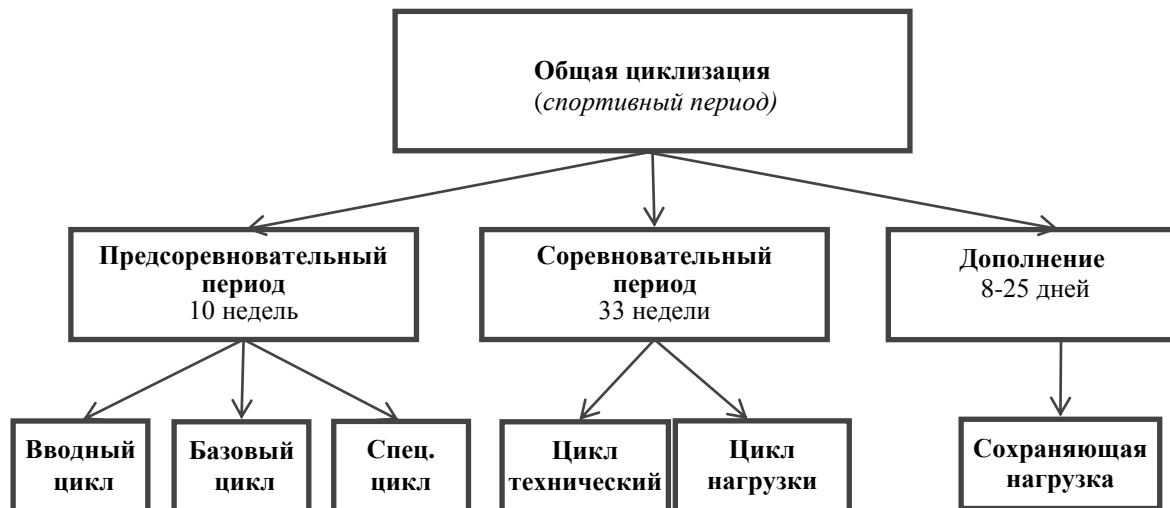 Общая циклизация
(спортивный период)
Предсоревновательный
период
10 недель
Соревновательный
период
33 недели
Дополнение
8-25 дней
Вводный
цикл
Базовый
цикл
Спец.
цикл
Цикл
технический
Цикл
нагрузки
Сохраняющая
нагрузка